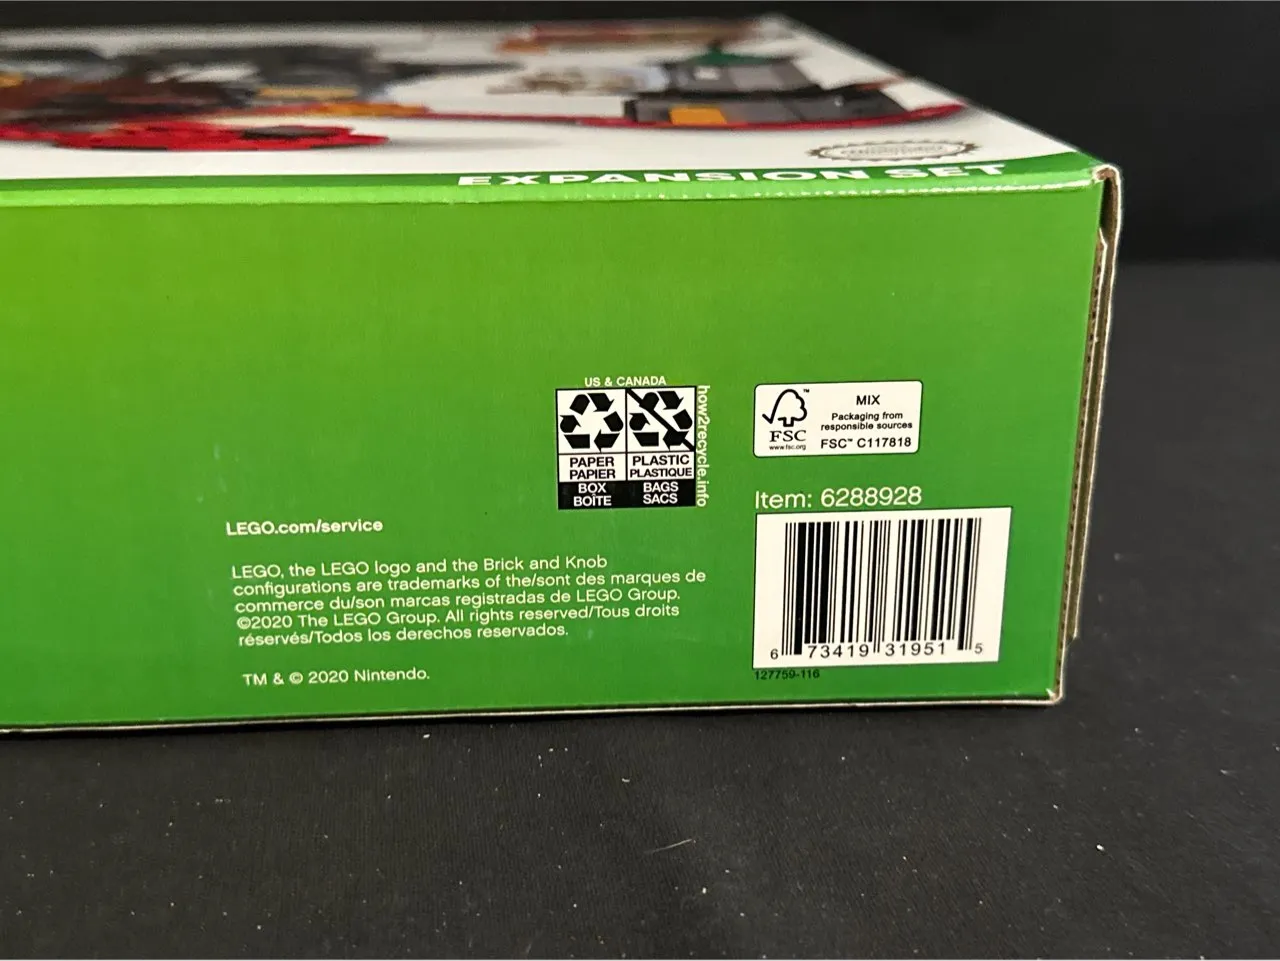 EXPANSION SET
US & CANADA
how2recycle.info
PAPER
PAPIER
BOX
BOÎTE
PLASTIC
PLASTIQUE
BAGS
SACS
FSC
™
www.fsc.org
MIX
Packaging from
responsible sources
FSC™ C117818
Item: 6288928
6 73419 31951 5
127759-116
LEGO.com/service
LEGO, the LEGO logo and the Brick and Knob
configurations are trademarks of the/sont des marques de
commerce du/son marcas registradas de LEGO Group.
©2020 The LEGO Group. All rights reserved/Tous droits
réservés/Todos los derechos reservados.
TM & © 2020 Nintendo.